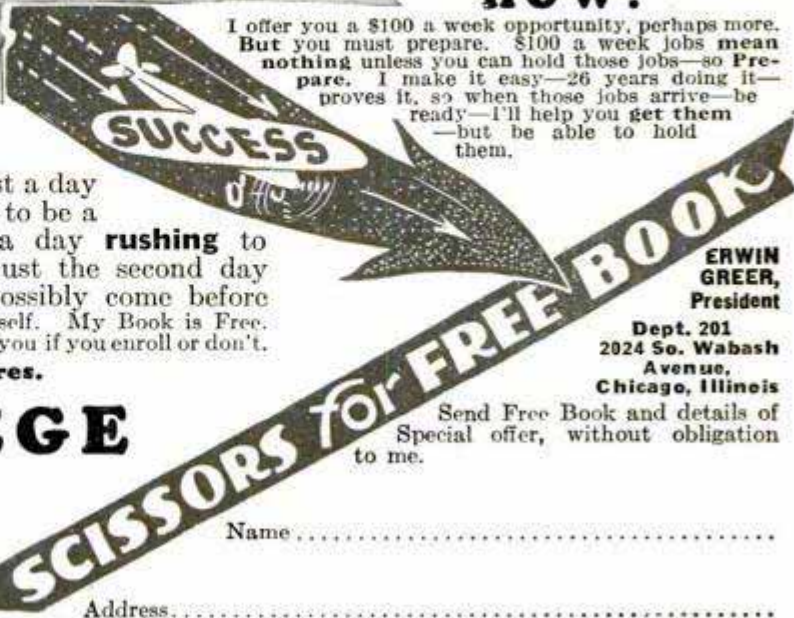 NOW!
I offer you a $100 a week opportunity, perhaps more.
But you must prepare. $100 a week jobs mean
nothing unless you can hold those jobs—so Pre-
pare. I make it easy—26 years doing it—
proves it, so when those jobs arrive—be
ready—I'll help you get them
—but be able to hold
them.
SUCCESS
a day
to be a
a day rushing to
ust the second day
ossibly come before
self. My Book is Free.
you if you enroll or don't.
res.
EGE
SCISSORS for FREE BOOK
ERWIN
GREER,
President
Dept. 201
2024 So. Wabash
Avenue,
Chicago, Illinois
Send Free Book and details of
Special offer, without obligation
to me.
Name
Address